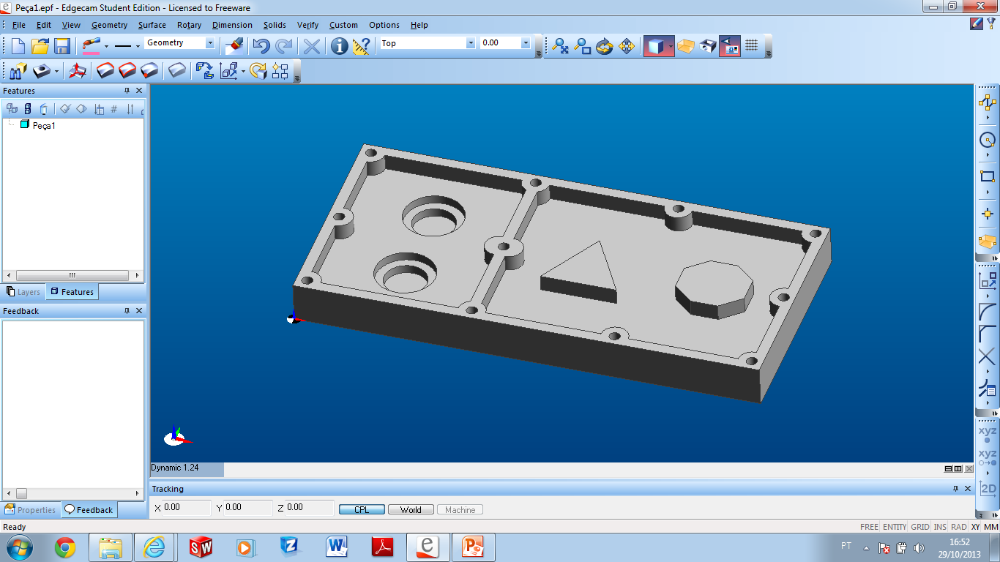 Peça1.epf - Edgecam Student Edition - Licensed to Freeware
File Edit View Geometry Surface Rotary Dimension Solids Verify Custom Options Help
Geometry Top 0.00
Features
#
Peça1
Layers Features
Feedback
Properties Feedback
xyz
xyz
2D
Dynamic 1.24
Tracking
X 0.00 Y 0.00 Z 0.00 CPL World Machine
Ready FREE ENTITY GRID INS RAD XY MM
SW W e P
PT 16:52
29/10/2013